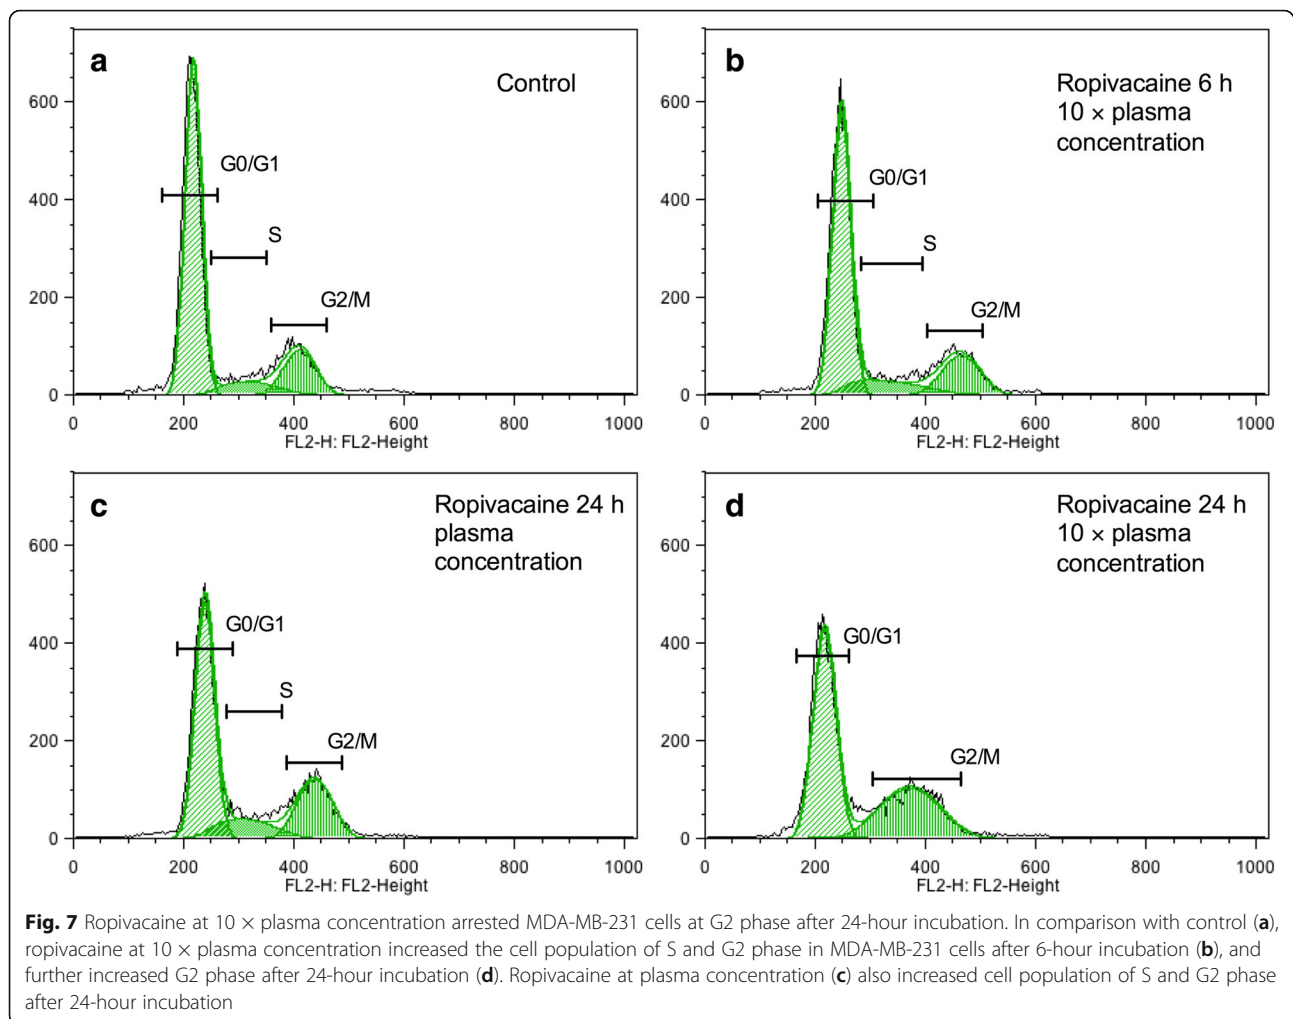 a
Control
600
400
200
0
G0/G1
S
G2/M
0 200 400 600 800 1000
FL2-H: FL2-Height
b
Ropivacaine 6 h
10 × plasma
concentration
600
400
200
0
G0/G1
S
G2/M
0 200 400 600 800 1000
FL2-H: FL2-Height
c
Ropivacaine 24 h
plasma
concentration
600
400
200
0
G0/G1
S
G2/M
0 200 400 600 800 1000
FL2-H: FL2-Height
d
Ropivacaine 24 h
10 × plasma
concentration
600
400
200
0
G0/G1
G2/M
0 200 400 600 800 1000
FL2-H: FL2-Height
Fig. 7 Ropivacaine at 10 × plasma concentration arrested MDA-MB-231 cells at G2 phase after 24-hour incubation. In comparison with control (a),
ropivacaine at 10 × plasma concentration increased the cell population of S and G2 phase in MDA-MB-231 cells after 6-hour incubation (b), and
further increased G2 phase after 24-hour incubation (d). Ropivacaine at plasma concentration (c) also increased cell population of S and G2 phase
after 24-hour incubation